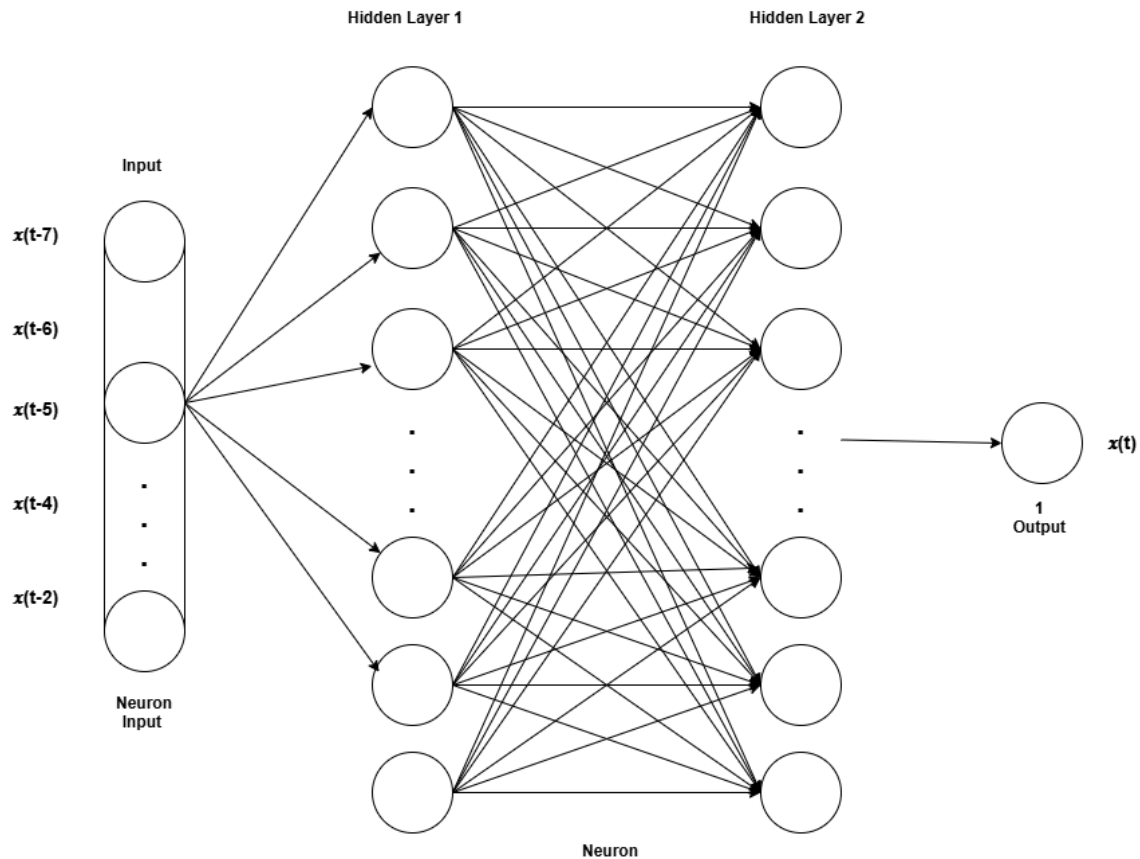 Hidden Layer 1
Hidden Layer 2
Input
x(t-7)
x(t-6)
x(t-5)
x(t-4)
x(t-2)
x(t)
1
Output
Neuron
Input
Neuron